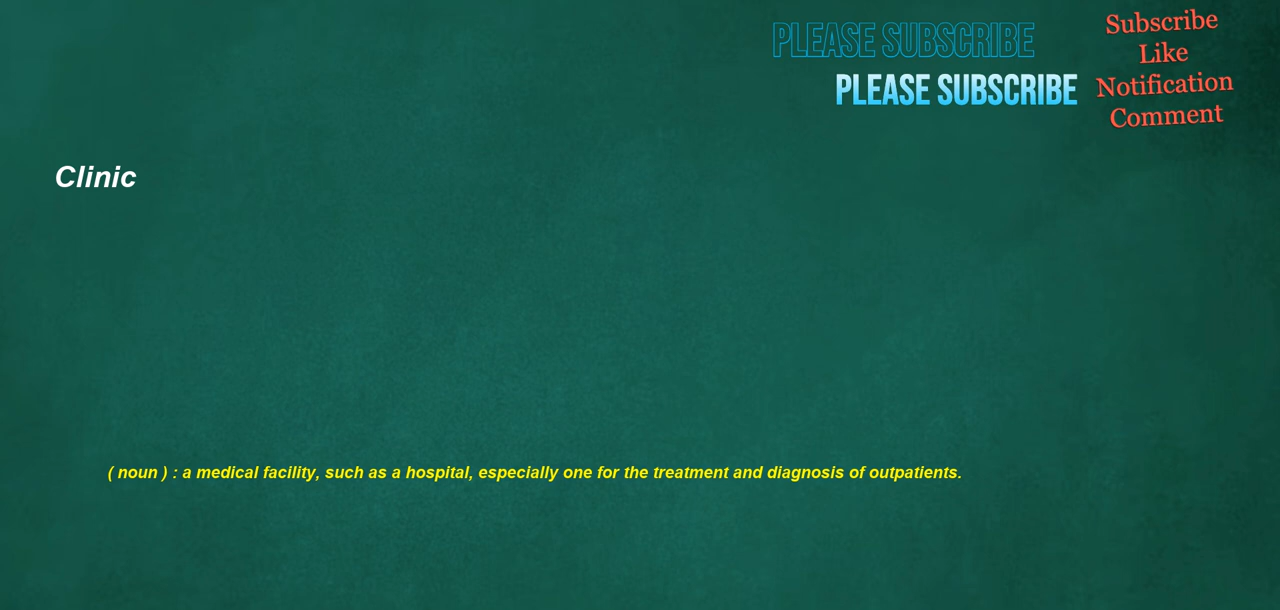 PLEASE SUBSCRIBE
PLEASE SUBSCRIBE
Subscribe
Like
Notification
Comment
Clinic
( noun ) : a medical facility, such as a hospital, especially one for the treatment and diagnosis of outpatients.